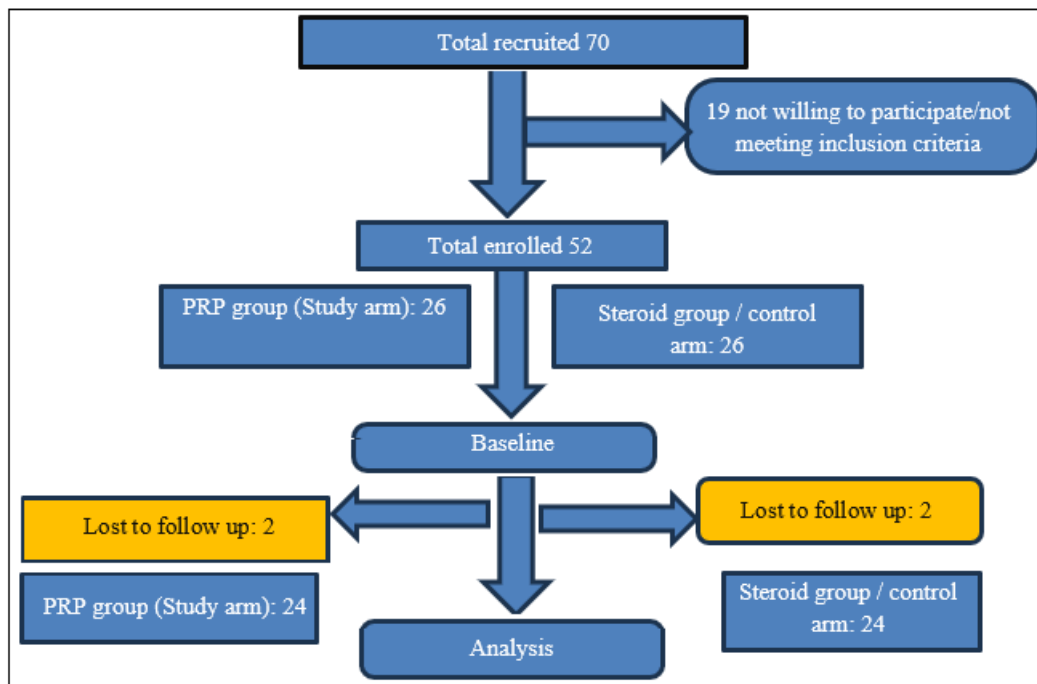 Total recruited 70
19 not willing to participate/not
meeting inclusion criteria
Total enrolled 52
PRP group (Study arm): 26
Steroid group / control
arm: 26
Baseline
Lost to follow up: 2
Lost to follow up: 2
PRP group (Study arm): 24
Steroid group / control
arm: 24
Analysis